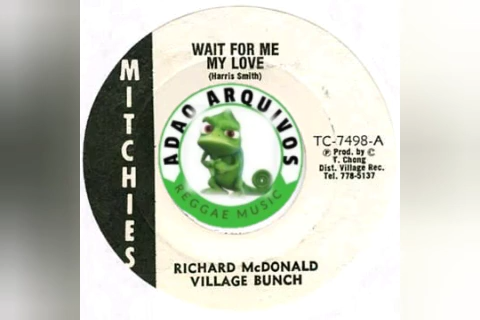 WAIT FOR ME
MY LOVE
(Harris Smith)
MITCHIES
ADAO ARQUIVOS
REGGAE MUSIC
TC-7498-A
℗ Prod. by ©
T. Chong
Dist. Village Rec.
Tel. 778-5137
RICHARD McDONALD
VILLAGE BUNCH